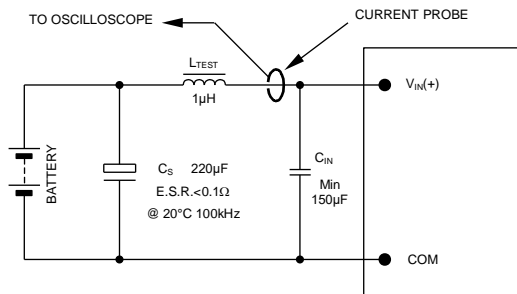 TO OSCILLOSCOPE
CURRENT PROBE
LTEST
1µH
VIN(+)
BATTERY
CS 220µF
E.S.R.<0.1Ω
@ 20°C 100kHz
CIN
Min
150µF
COM